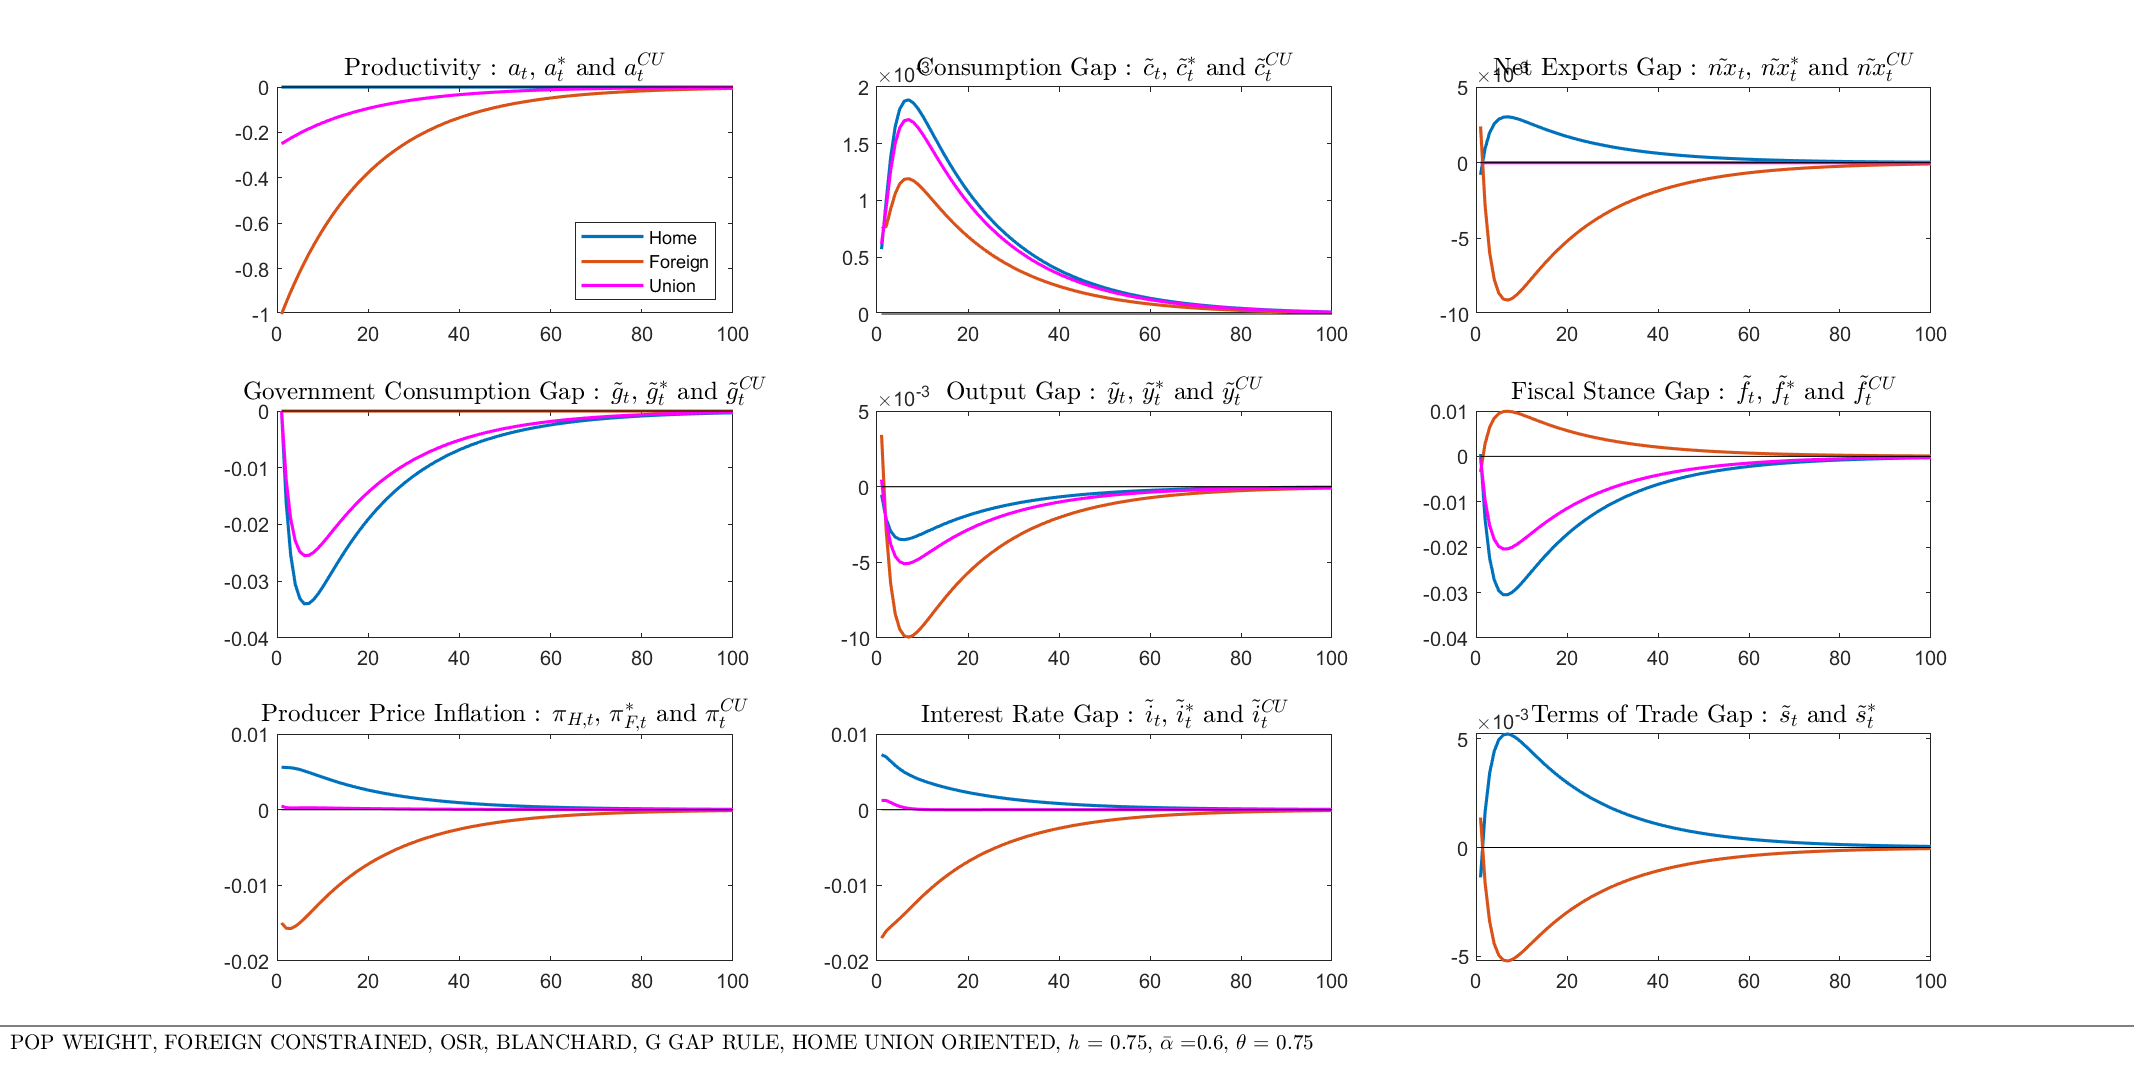 Productivity : a_t, a_t^* and a_t^{CU}
0
-0.2
-0.4
-0.6
-0.8
-1
0 20 40 60 80 100
Home
Foreign
Union
Consumption Gap : c̃_t, c̃_t^* and c̃_t^{CU}
×10^{-3}
2
1.5
1
0.5
0
0 20 40 60 80 100
Net Exports Gap : ñx_t, ñx_t^* and ñx_t^{CU}
×10^{-3}
5
0
-5
-10
0 20 40 60 80 100
Government Consumption Gap : g̃_t, g̃_t^* and g̃_t^{CU}
0
-0.01
-0.02
-0.03
-0.04
0 20 40 60 80 100
Output Gap : ỹ_t, ỹ_t^* and ỹ_t^{CU}
×10^{-3}
5
0
-5
-10
0 20 40 60 80 100
Fiscal Stance Gap : f̃_t, f̃_t^* and f̃_t^{CU}
0.01
0
-0.01
-0.02
-0.03
-0.04
0 20 40 60 80 100
Producer Price Inflation : π_{H,t}, π_{F,t}^* and π_t^{CU}
0.01
0
-0.01
-0.02
0 20 40 60 80 100
Interest Rate Gap : ĩ_t, ĩ_t^* and ĩ_t^{CU}
0.01
0
-0.01
-0.02
0 20 40 60 80 100
Terms of Trade Gap : s̃_t and s̃_t^*
×10^{-3}
5
0
-5
0 20 40 60 80 100
POP WEIGHT, FOREIGN CONSTRAINED, OSR, BLANCHARD, G GAP RULE, HOME UNION ORIENTED, h = 0.75, ᾱ =0.6, θ = 0.75